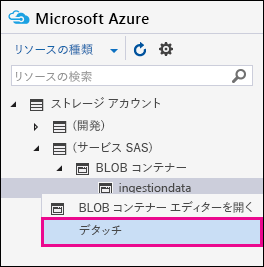 Microsoft Azure
リソースの種類
リソースの検索
ストレージ アカウント
(開発)
(サービス SAS)
BLOB コンテナー
ingestiondata
BLOB コンテナー エディターを開く
デタッチ